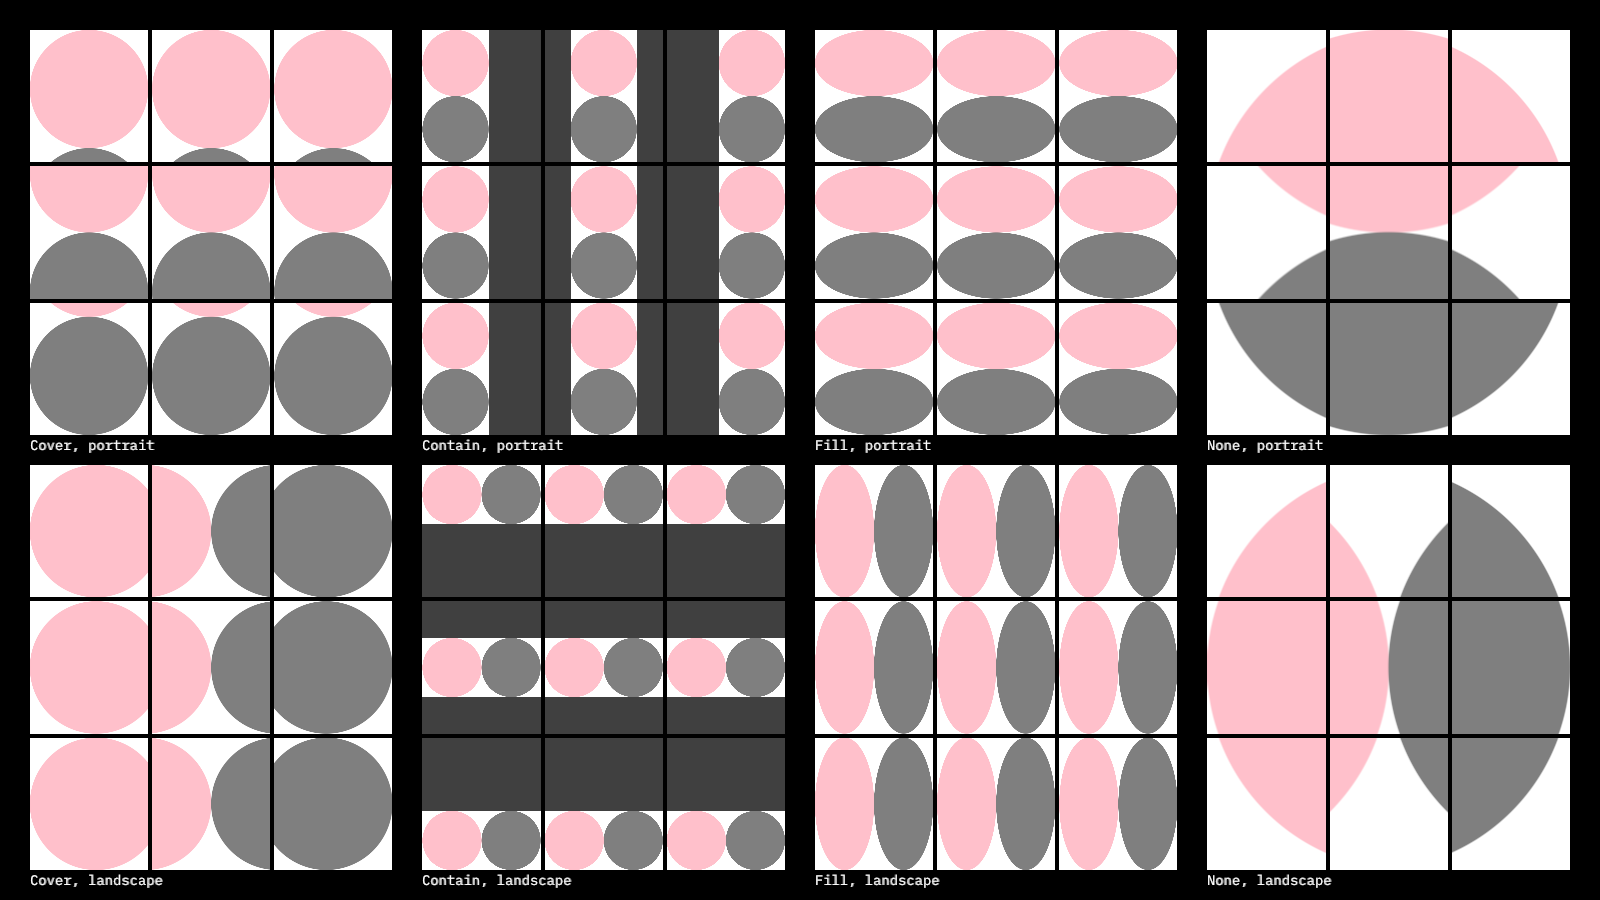 Cover, portrait
Contain, portrait
Fill, portrait
None, portrait
Cover, landscape
Contain, landscape
Fill, landscape
None, landscape